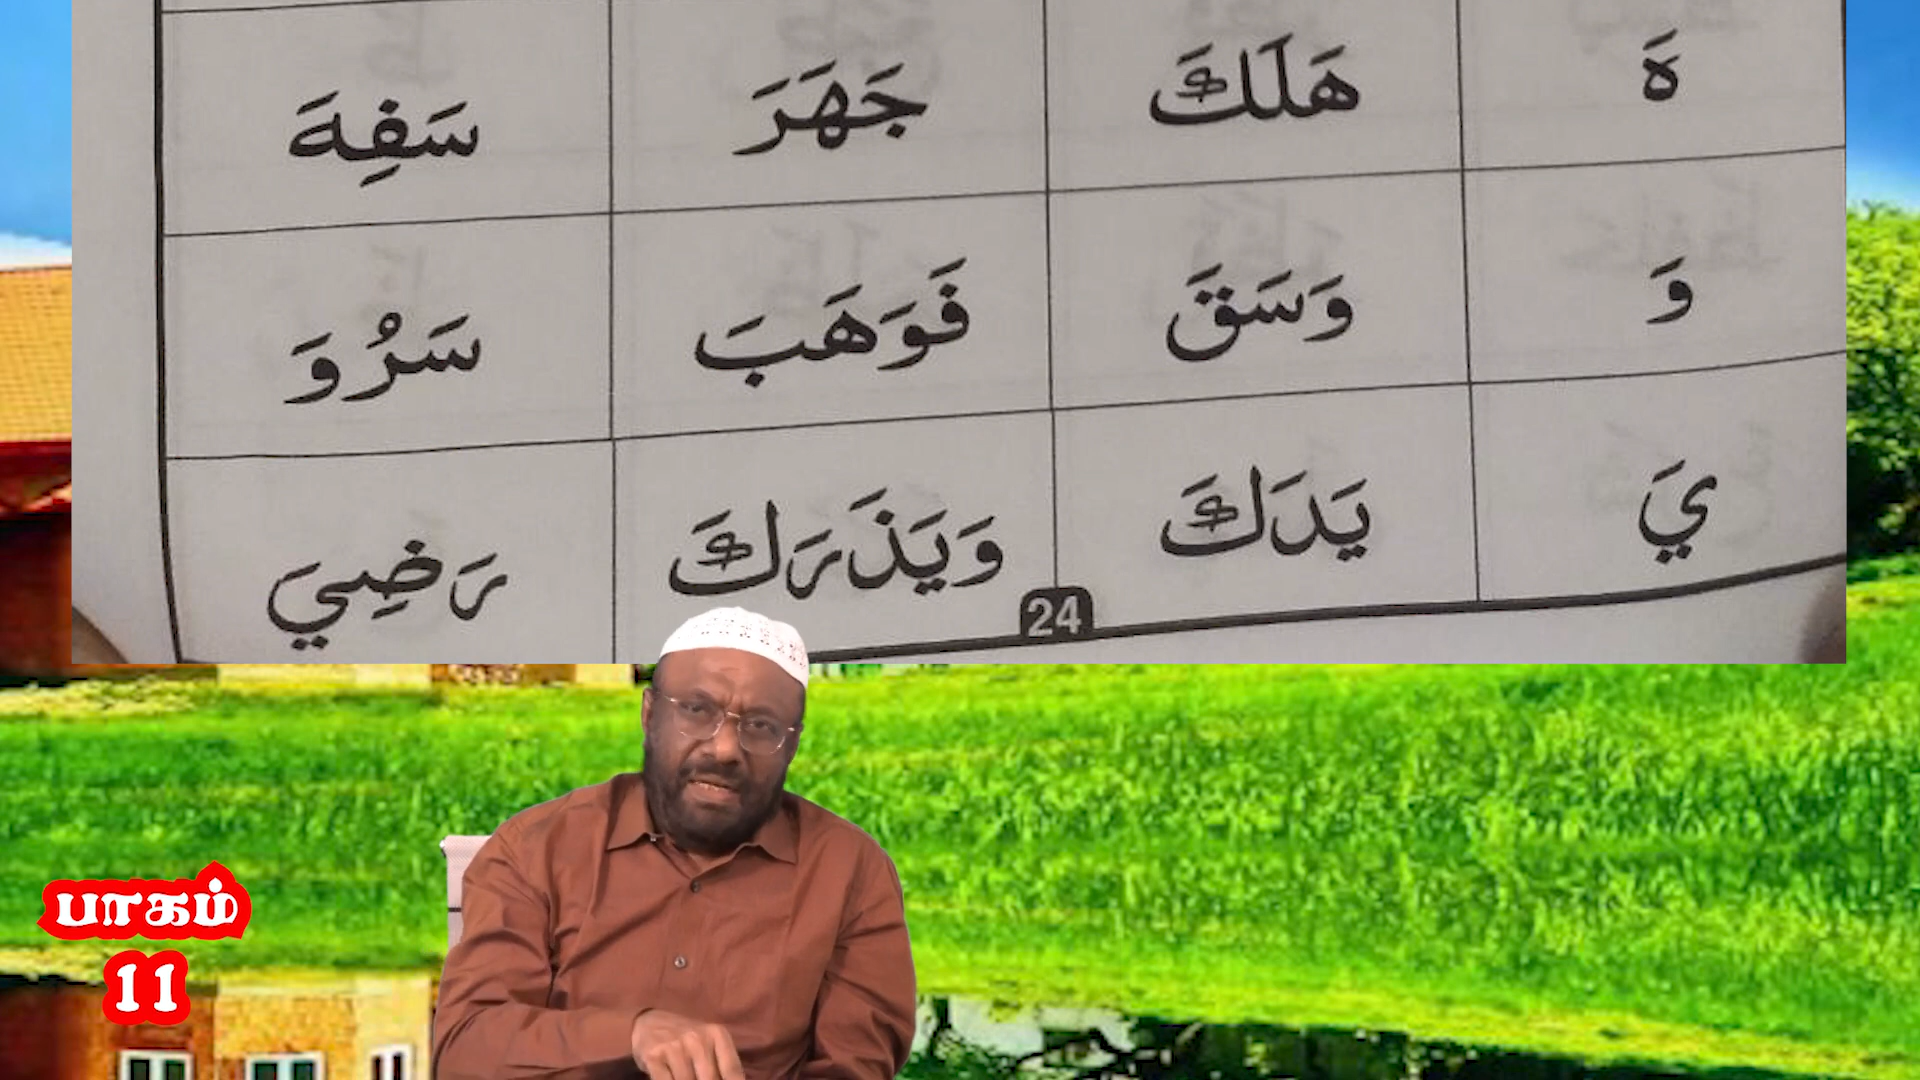 هَ هَلَكَ جَهَرَ سَفِهَ
وَ وَسَقَ فَوَهَبَ سَرُوَ
يَ يَدَكَ وَيَذَرَكَ رَضِيَ
24
பாகம்
11